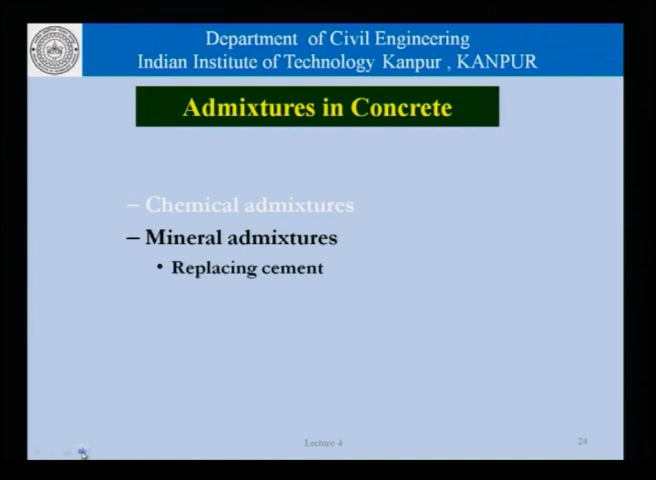 Department of Civil Engineering
Indian Institute of Technology Kanpur , KANPUR
Admixtures in Concrete
– Chemical admixtures
– Mineral admixtures
• Replacing cement
Lecture 4
24